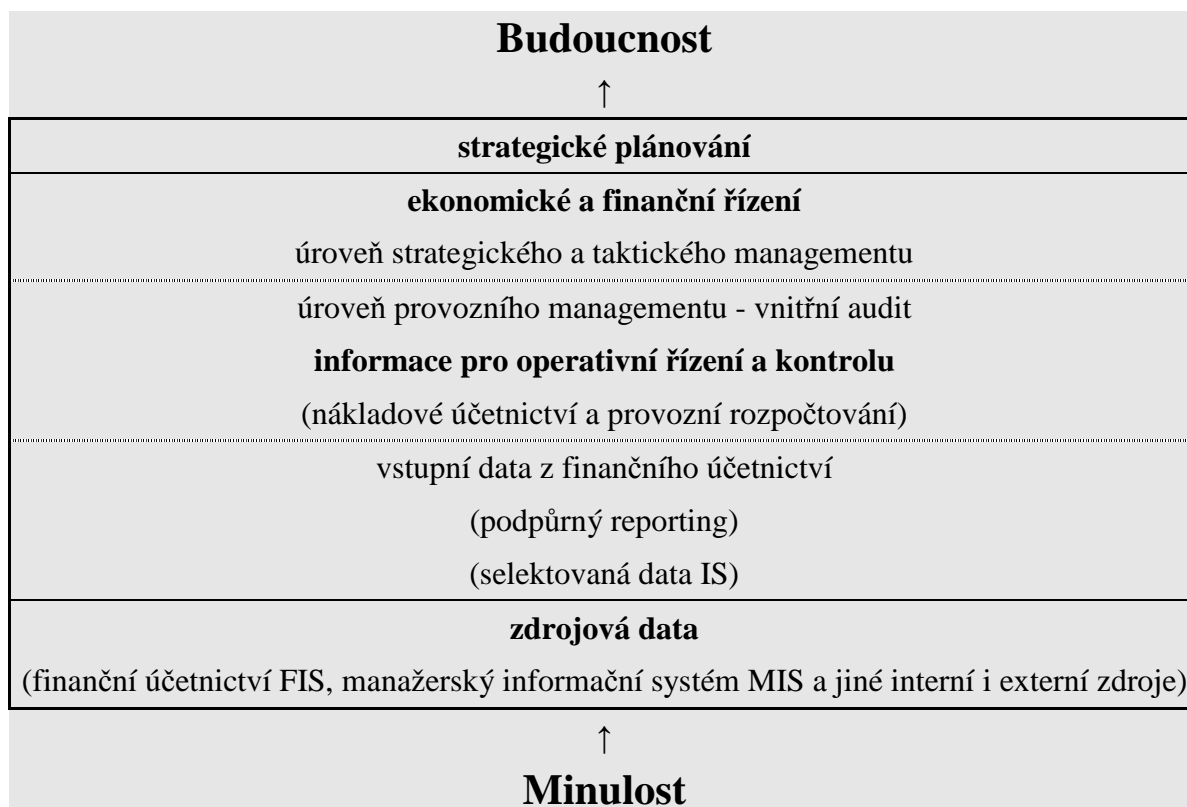 Budoucnost
↑
strategické plánování
ekonomické a finanční řízení
úroveň strategického a taktického managementu
úroveň provozního managementu - vnitřní audit
informace pro operativní řízení a kontrolu
(nákladové účetnictví a provozní rozpočtování)
vstupní data z finančního účetnictví
(podpůrný reporting)
(selektovaná data IS)
zdrojová data
(finanční účetnictví FIS, manažerský informační systém MIS a jiné interní i externí zdroje)
↑
Minulost